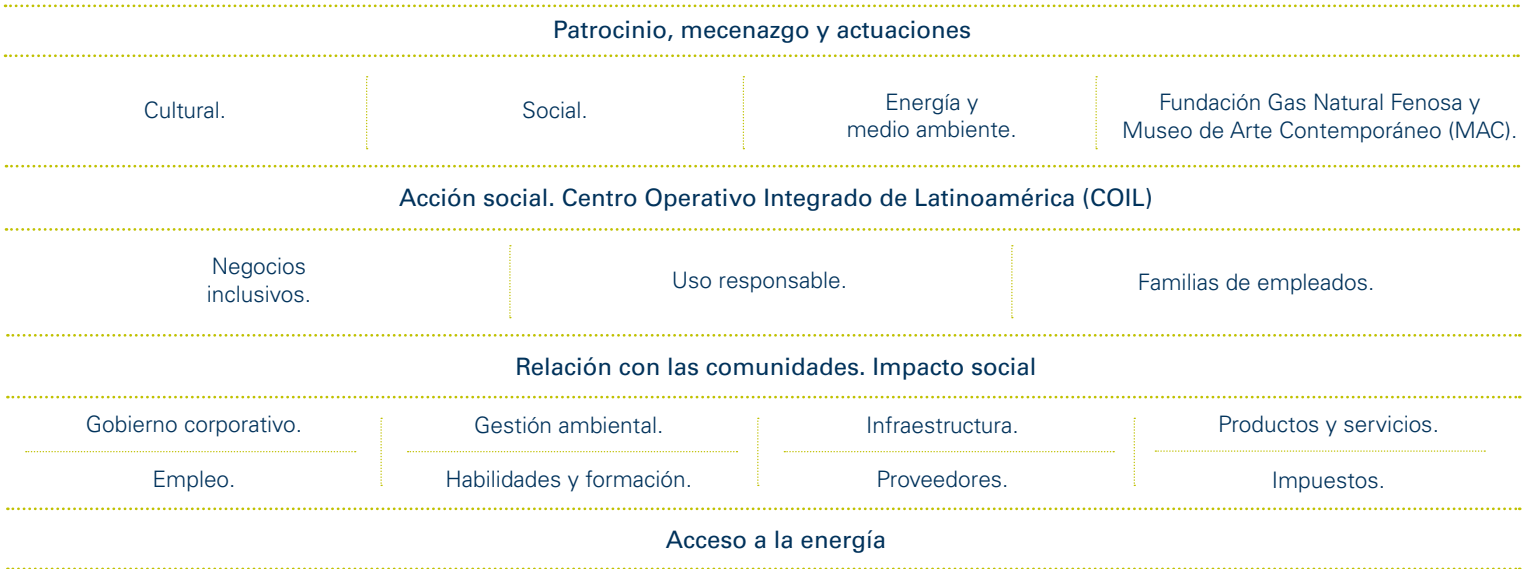 Patrocinio, mecenazgo y actuaciones
Cultural.
Social.
Energía y
medio ambiente.
Fundación Gas Natural Fenosa y
Museo de Arte Contemporáneo (MAC).
Acción social. Centro Operativo Integrado de Latinoamérica (COIL)
Negocios
inclusivos.
Uso responsable.
Familias de empleados.
Relación con las comunidades. Impacto social
Gobierno corporativo.
Gestión ambiental.
Infraestructura.
Productos y servicios.
Empleo.
Habilidades y formación.
Proveedores.
Impuestos.
Acceso a la energía